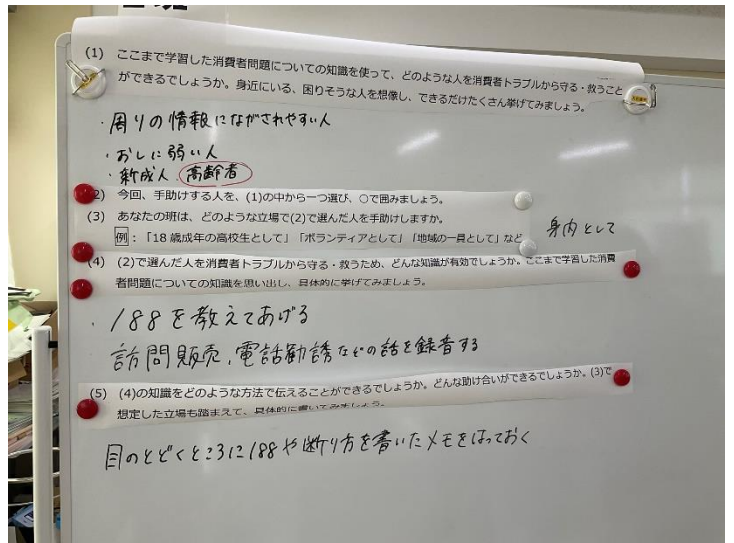 (1) ここまで学習した消費者問題についての知識を使って、どのような人を消費者トラブルから守る・救うこと
ができるでしょうか。身近にいる、困りそうな人を想像し、できるだけたくさん挙げてみましょう。
・周りの情報にながされやすい人
・おしに弱い人
・新成人 高齢者
2) 今回、手助けする人を、(1)の中から一つ選び、○で囲みましょう。
(3) あなたの班は、どのような立場で(2)で選んだ人を手助けしますか。
例：「18歳成年の高校生として」「ボランティアとして」「地域の一員として」など
身内として
(4) (2)で選んだ人を消費者トラブルから守る・救うため、どんな知識が有効でしょうか。ここまで学習した消費
者問題についての知識を思い出し、具体的に挙げてみましょう。
・188を教えてあげる
訪問販売、電話勧誘などの話を録音する
(5) (4)の知識をどのような方法で伝えることができるでしょうか。どんな助け合いができるでしょうか。(3)で
想定した立場も踏まえて、具体的に書いてみましょう。
目のとどくところに188や断り方を書いたメモをはっておく